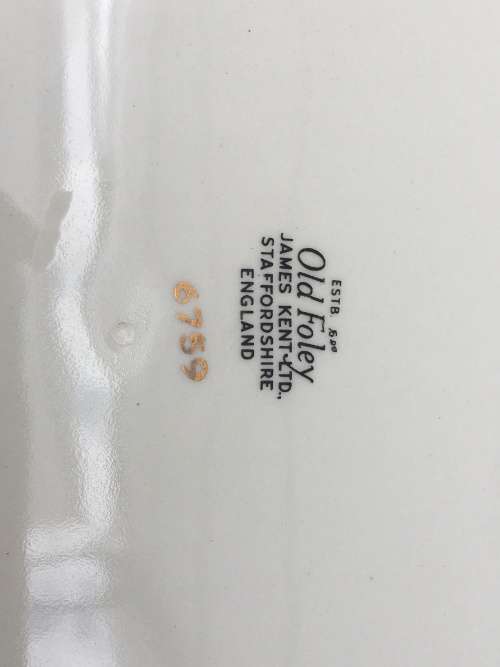 ESTB
Old Foley
JAMES KENT LTD.,
STAFFORDSHIRE
ENGLAND
6759